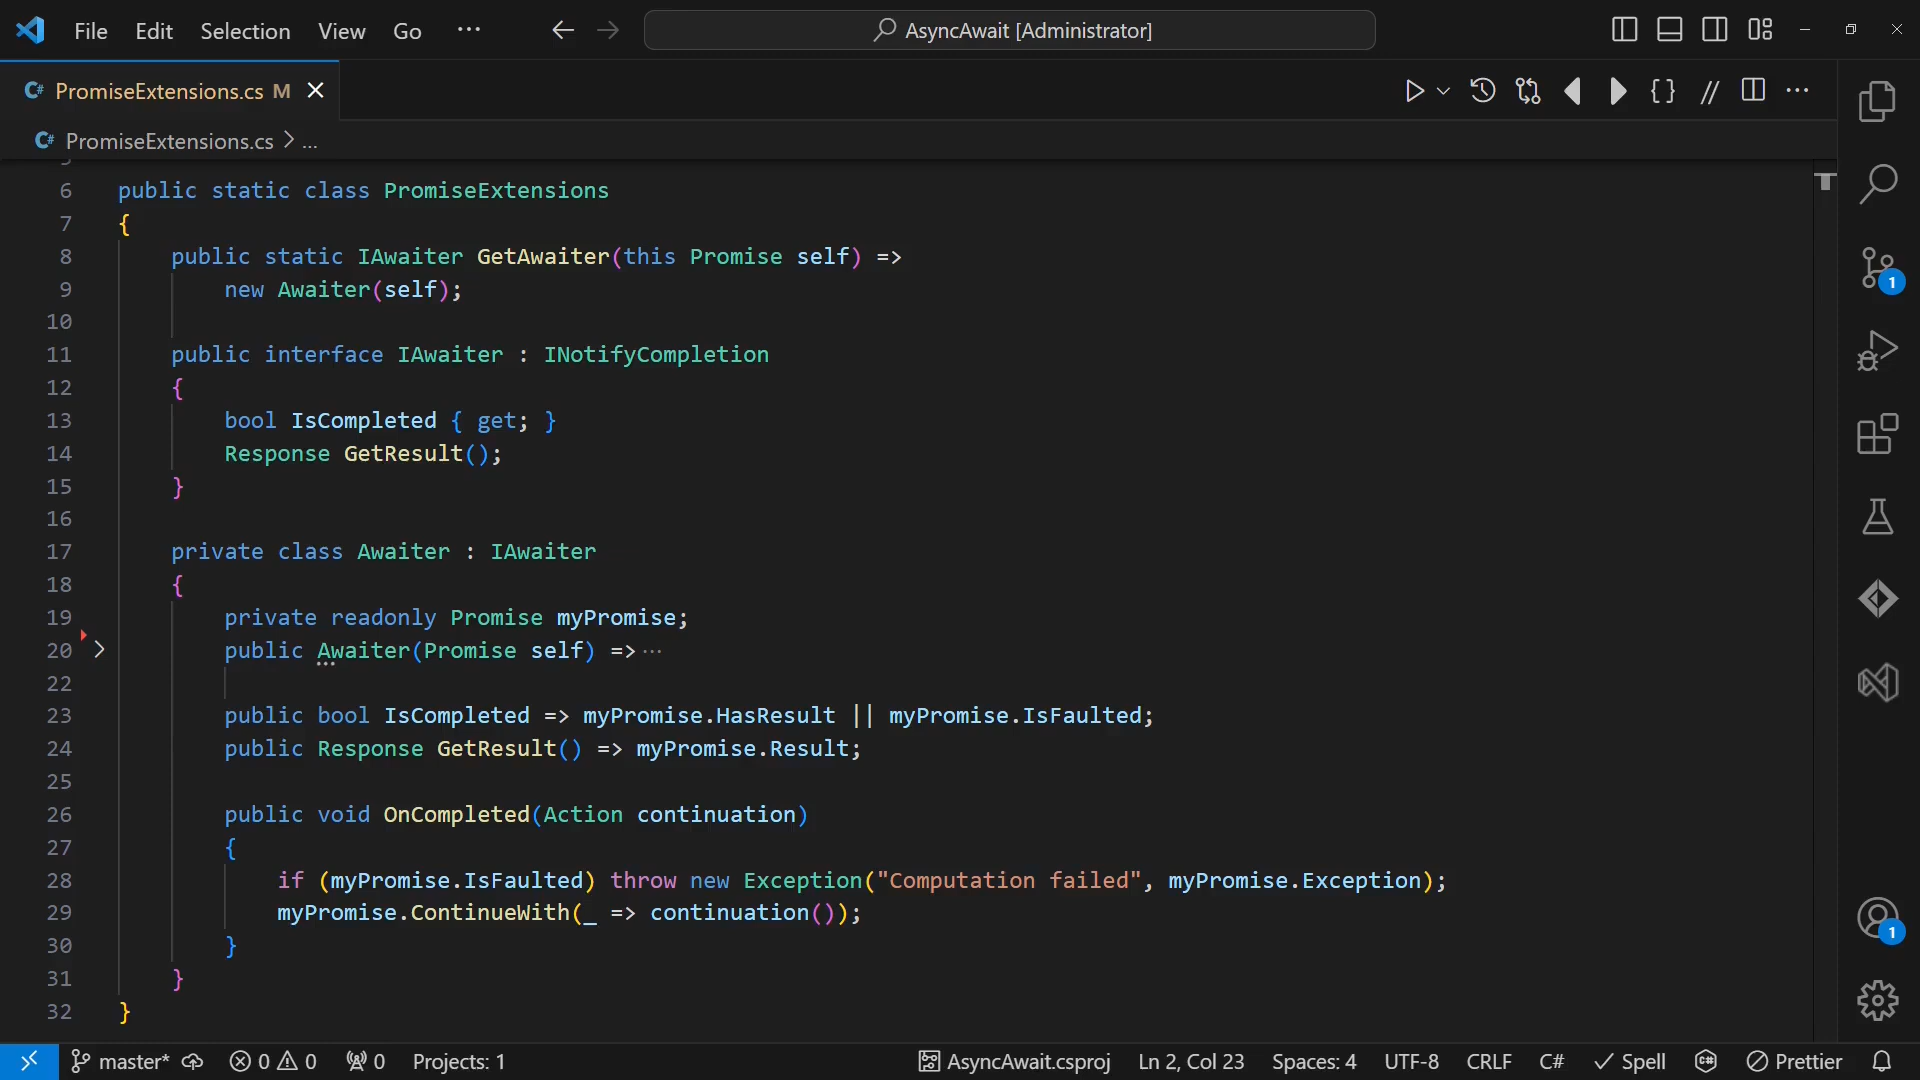 File Edit Selection View Go ··· AsyncAwait [Administrator]
C# PromiseExtensions.cs M
C# PromiseExtensions.cs > ...
5
6 public static class PromiseExtensions
7 {
8 public static IAwaiter GetAwaiter(this Promise self) =>
9 new Awaiter(self);
10
11 public interface IAwaiter : INotifyCompletion
12 {
13 bool IsCompleted { get; }
14 Response GetResult();
15 }
16
17 private class Awaiter : IAwaiter
18 {
19 private readonly Promise myPromise;
20 public Awaiter(Promise self) =>···
22
23 public bool IsCompleted => myPromise.HasResult || myPromise.IsFaulted;
24 public Response GetResult() => myPromise.Result;
25
26 public void OnCompleted(Action continuation)
27 {
28 if (myPromise.IsFaulted) throw new Exception("Computation failed", myPromise.Exception);
29 myPromise.ContinueWith(_ => continuation());
30 }
31 }
32 }
1
1
master* 0 0 0 Projects: 1 AsyncAwait.csproj Ln 2, Col 23 Spaces: 4 UTF-8 CRLF C# Spell Prettier